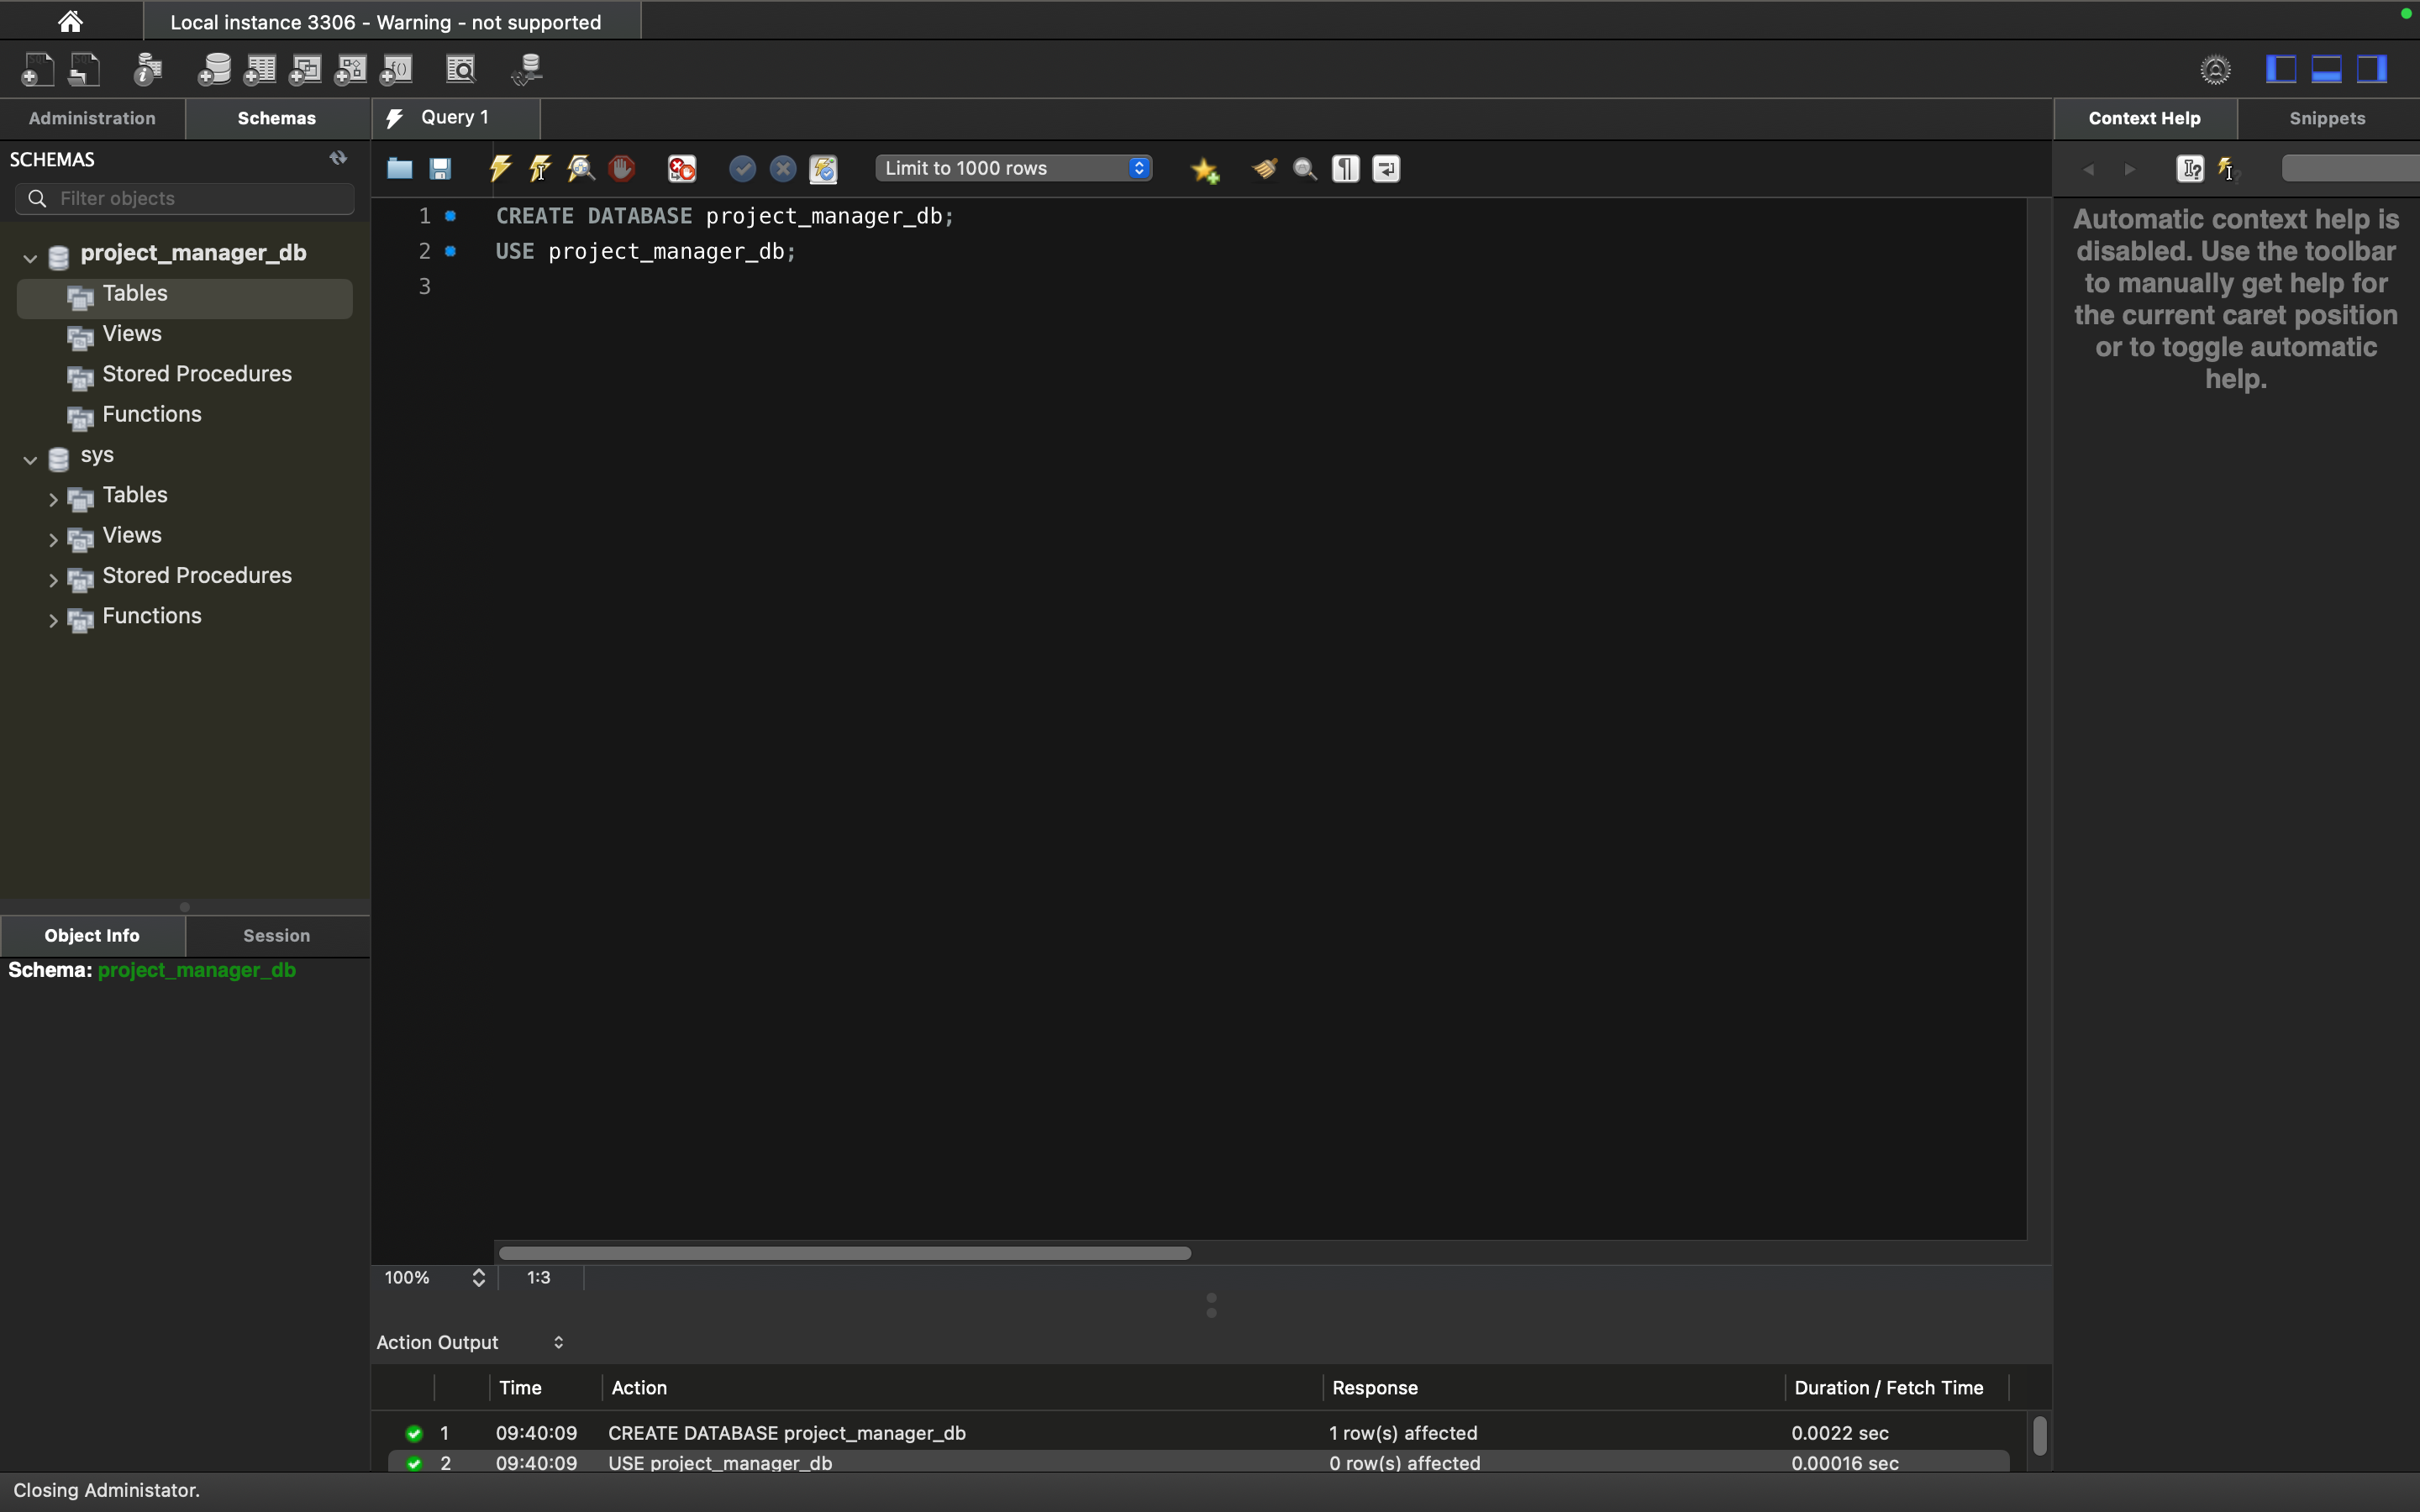 Local instance 3306 - Warning - not supported
Administration
Schemas
Query 1
Context Help
Snippets
SCHEMAS
Limit to 1000 rows
Filter objects
project_manager_db
Tables
Views
Stored Procedures
Functions
sys
Tables
Views
Stored Procedures
Functions
1 CREATE DATABASE project_manager_db;
2 USE project_manager_db;
3
Automatic context help is
disabled. Use the toolbar
to manually get help for
the current caret position
or to toggle automatic
help.
Object Info
Session
Schema: project_manager_db
100%
1:3
Action Output
Time Action Response Duration / Fetch Time
1 09:40:09 CREATE DATABASE project_manager_db 1 row(s) affected 0.0022 sec
2 09:40:09 USE project_manager_db 0 row(s) affected 0.00016 sec
Closing Administator.